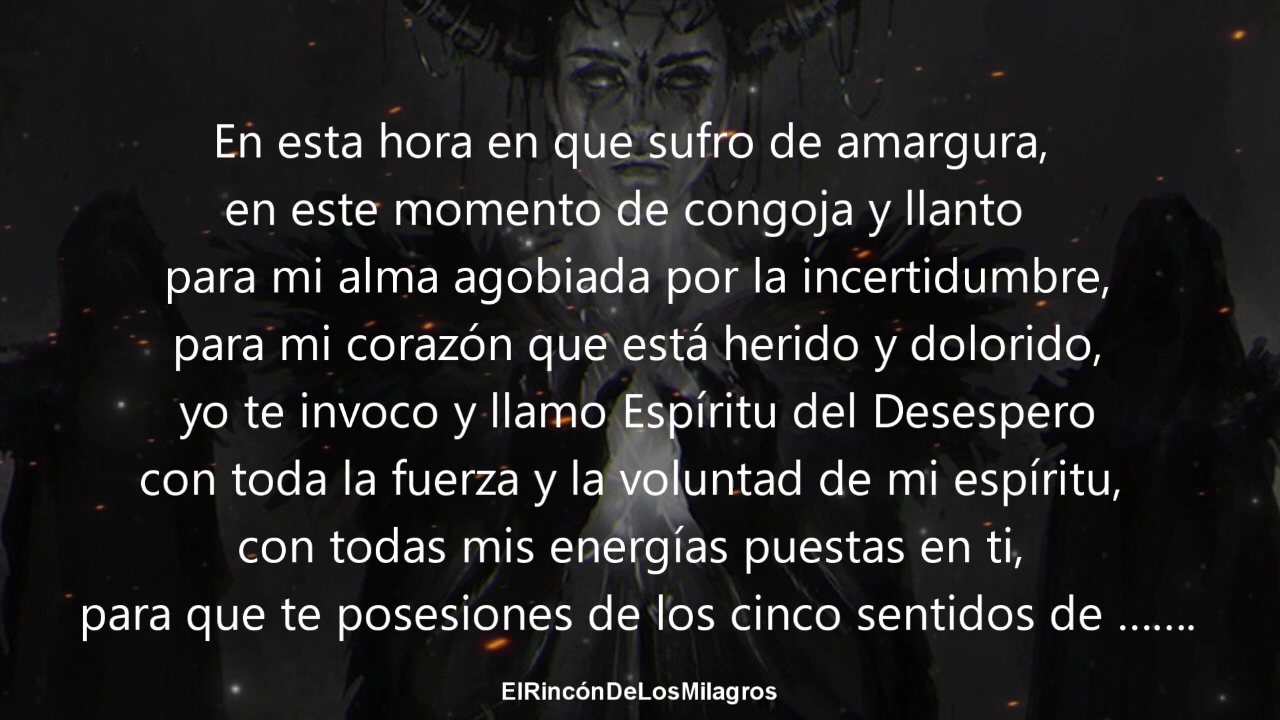 En esta hora en que sufro de amargura,
en este momento de congoja y llanto
para mi alma agobiada por la incertidumbre,
para mi corazón que está herido y dolorido,
yo te invoco y llamo Espíritu del Desespero
con toda la fuerza y la voluntad de mi espíritu,
con todas mis energías puestas en ti,
para que te posesiones de los cinco sentidos de …….
ElRincónDeLosMilagros